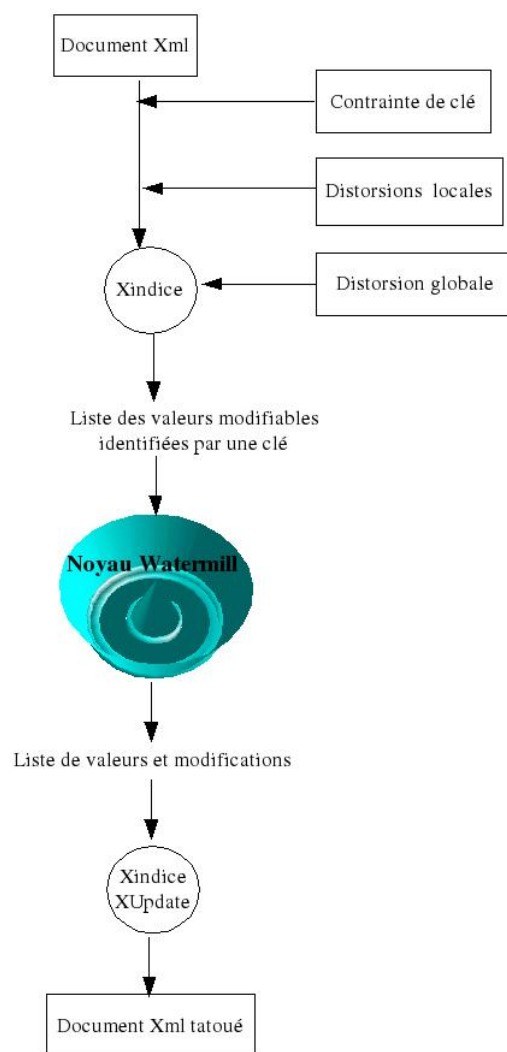 Document Xml
Contrainte de clé
Distorsions locales
Xindice
Distorsion globale
Liste des valeurs modifiables
identifiées par une clé
Noyau Watermill
Liste de valeurs et modifications
Xindice
XUpdate
Document Xml tatoué